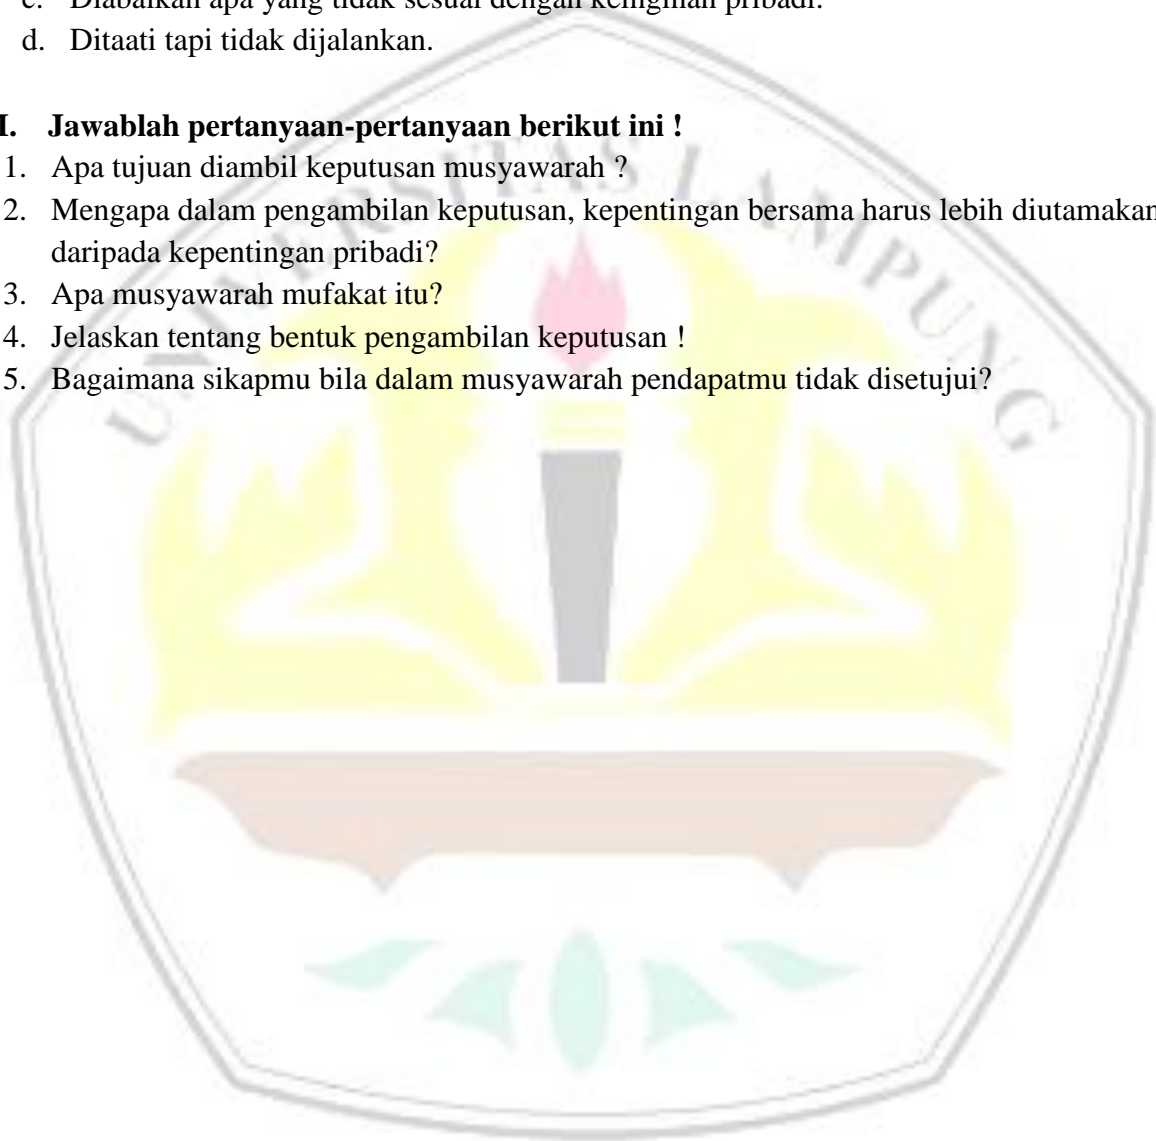 c. Diabaikan apa yang tidak sesuai dengan keinginan pribadi.
d. Ditaati tapi tidak dijalankan.
I. Jawablah pertanyaan-pertanyaan berikut ini !
1. Apa tujuan diambil keputusan musyawarah ?
2. Mengapa dalam pengambilan keputusan, kepentingan bersama harus lebih diutamakan
daripada kepentingan pribadi?
3. Apa musyawarah mufakat itu?
4. Jelaskan tentang bentuk pengambilan keputusan !
5. Bagaimana sikapmu bila dalam musyawarah pendapatmu tidak disetujui?
UNIVERSITAS LAMPUNG